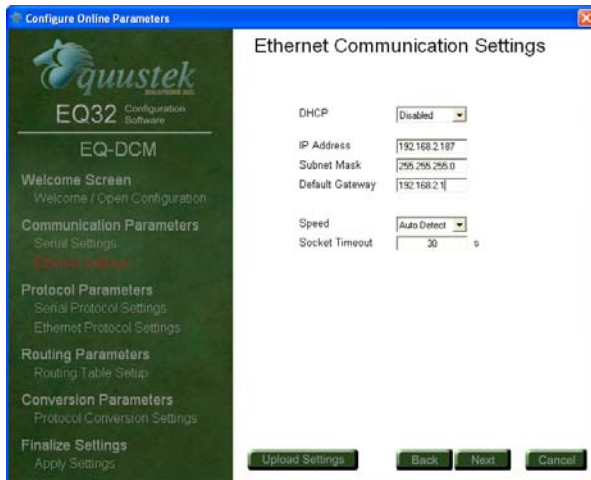 Configure Online Parameters
Equustek
SOLUTIONS INC.
EQ32 Configuration Software
EQ-DCM
Welcome Screen
Welcome / Open Configuration
Communication Parameters
Serial Settings
Ethernet Settings
Protocol Parameters
Serial Protocol Settings
Ethernet Protocol Settings
Routing Parameters
Routing Table Setup
Conversion Parameters
Protocol Conversion Settings
Finalize Settings
Apply Settings
Ethernet Communication Settings
DHCP Disabled
IP Address 192.168.2.187
Subnet Mask 255.255.255.0
Default Gateway 192.168.2.1
Speed Auto Detect
Socket Timeout 30 s
Upload Settings Back Next Cancel